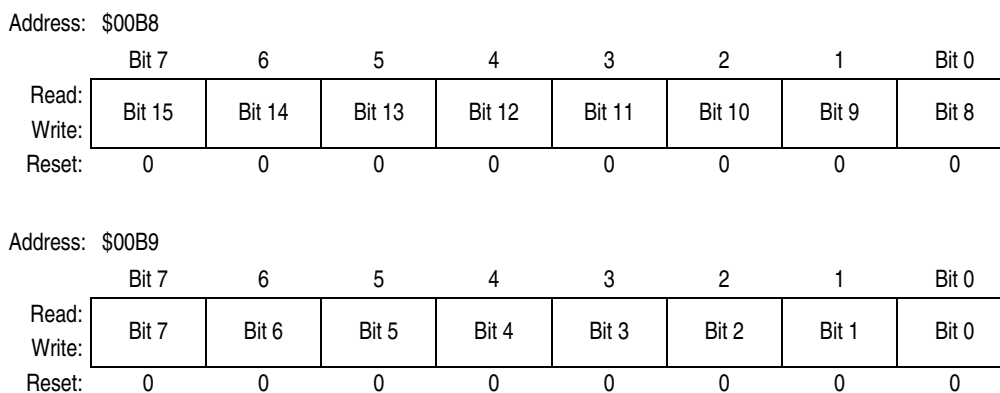 Address: $00B8
Bit 7 6 5 4 3 2 1 Bit 0
Read:
Bit 15 Bit 14 Bit 13 Bit 12 Bit 11 Bit 10 Bit 9 Bit 8
Write:
Reset: 0 0 0 0 0 0 0 0
Address: $00B9
Bit 7 6 5 4 3 2 1 Bit 0
Read:
Bit 7 Bit 6 Bit 5 Bit 4 Bit 3 Bit 2 Bit 1 Bit 0
Write:
Reset: 0 0 0 0 0 0 0 0